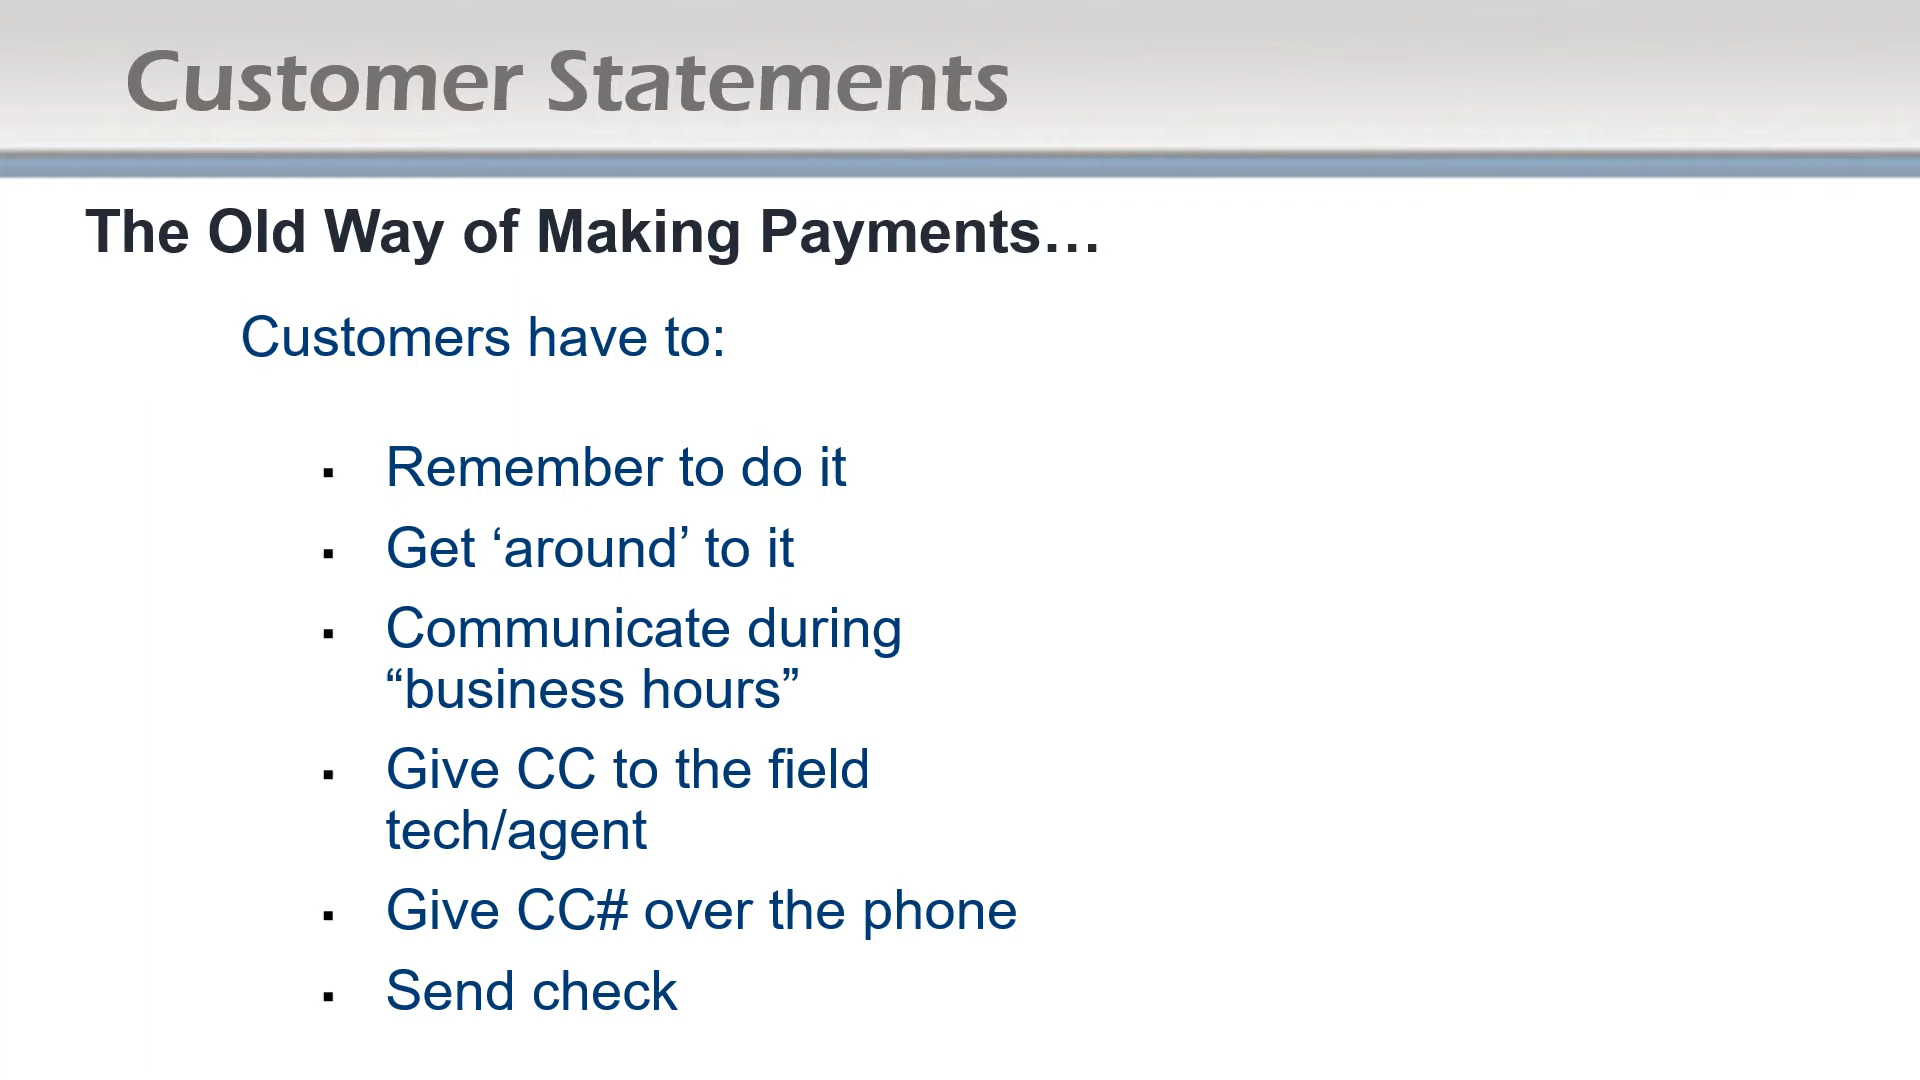 Customer Statements
The Old Way of Making Payments…
Customers have to:
▪ Remember to do it
▪ Get ‘around’ to it
▪ Communicate during
“business hours”
▪ Give CC to the field
tech/agent
▪ Give CC# over the phone
▪ Send check